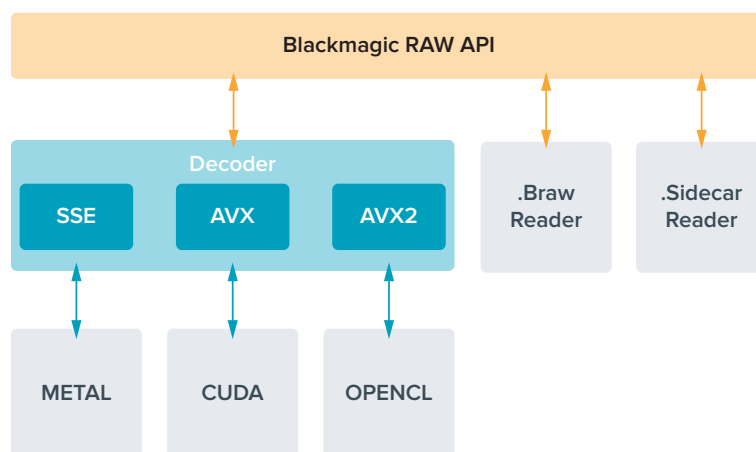 Blackmagic RAW API
Decoder
SSE
AVX
AVX2
.Braw
Reader
.Sidecar
Reader
METAL
CUDA
OPENCL